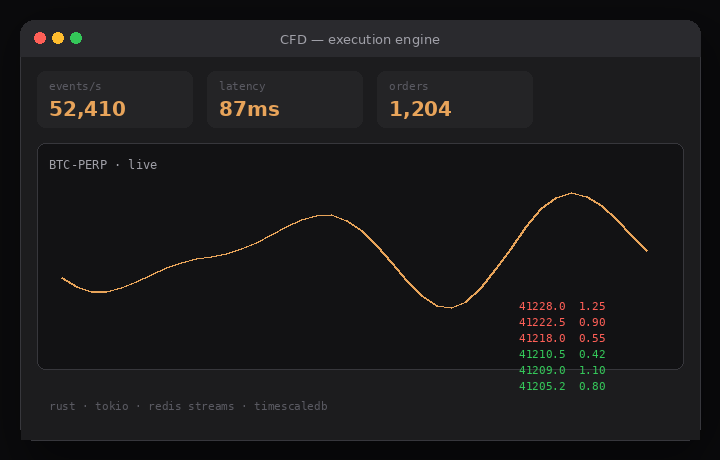 CFD — execution engine
events/s latency orders
52,410 87ms 1,204
BTC-PERP · live
41228.0 1.25
41222.5 0.90
41218.0 0.55
41210.5 0.42
41209.0 1.10
41205.2 0.80
rust · tokio · redis streams · timescaledb